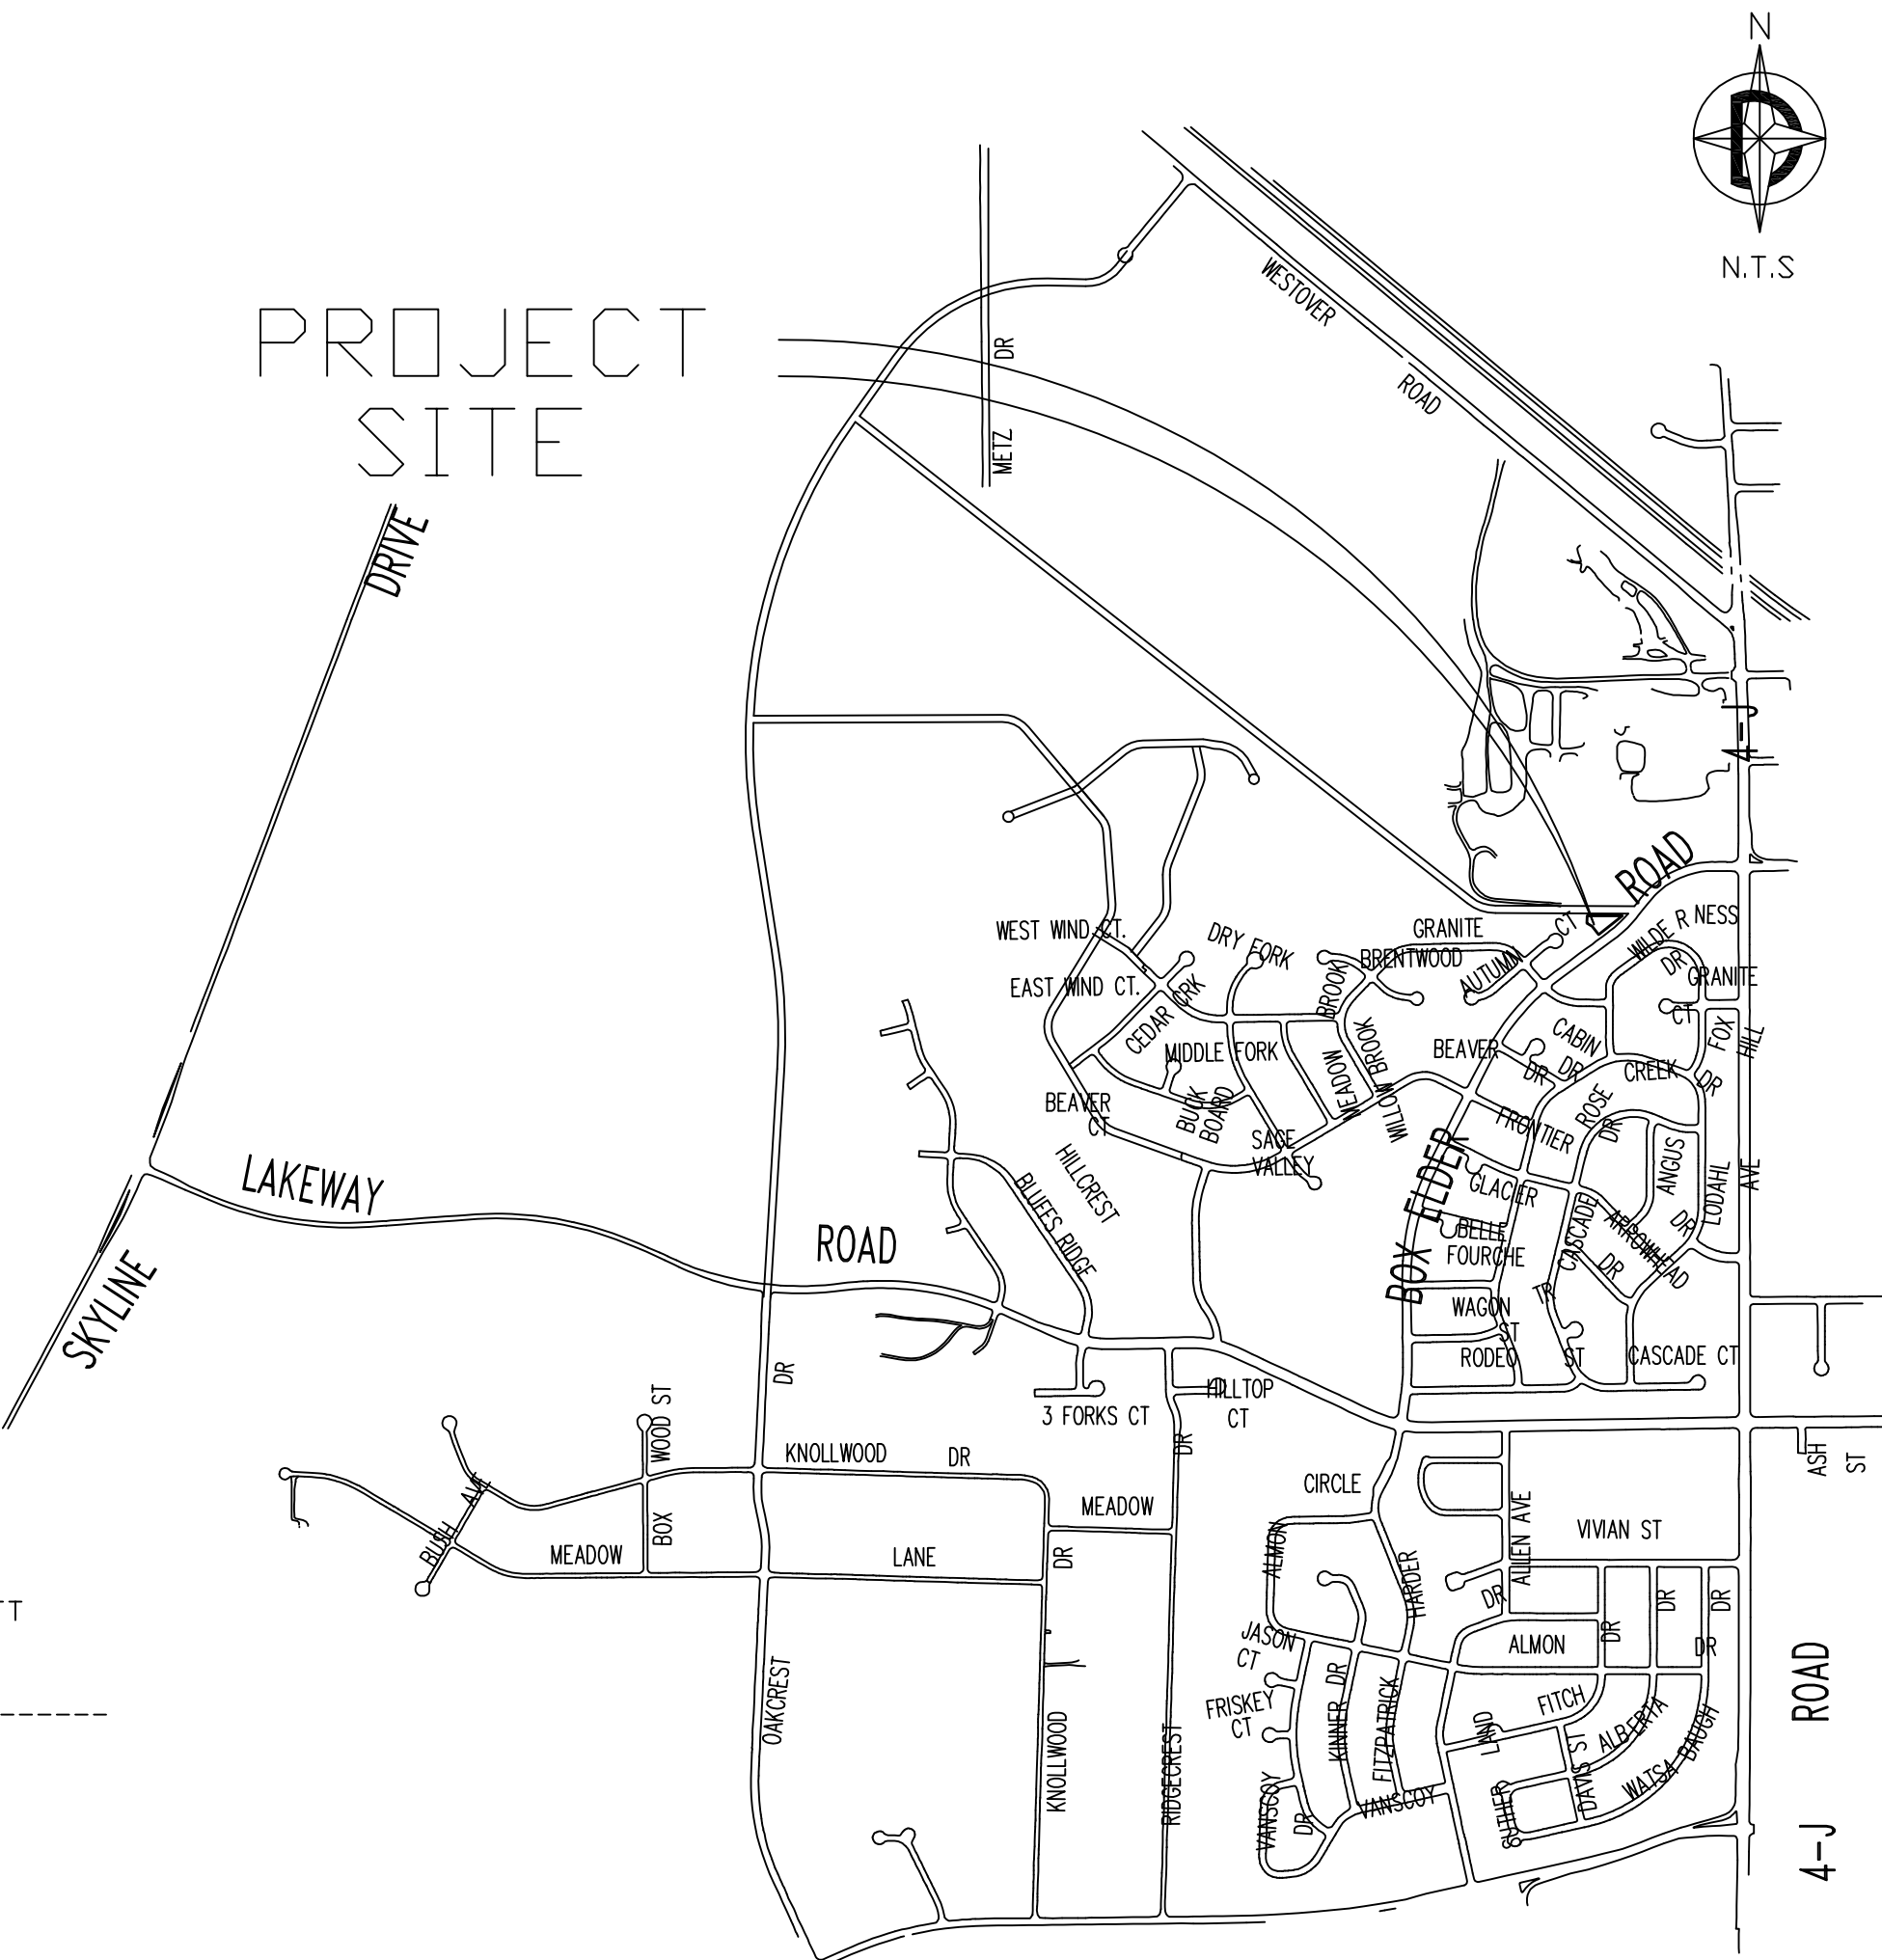 N
N.T.S
PROJECT
SITE
WESTOVER
ROAD
METZ DR
DRIVE
4-J
ROAD
WEST WIND CT.
DRY FORK
GRANITE
CT
WILDE R NESS
DR
BRENTWOOD
AUTUMN
GRANITE
CT
EAST WIND CT.
CEDAR CRK
BROOK
MIDDLE FORK
MEADOW
WILLOW BROOK
BEAVER
CABIN
DR
DR
CREEK
DR
FOX
HILL
BEAVER
CT
BUCK
BOARD
ROSE
DR
FRONTIER
SAGE
VALLEY
HILLCREST
BLUFFS RIDGE
LAKEWAY
ROAD
SKYLINE
BOX ELDER
GLACIER
ANGUS
DR
LODAHL
AVE
BELLE
FOURCHE
CASCADE
DR
ARROWHEAD
WAGON
ST
TR
RODEO
ST
CASCADE CT
DR
HILLTOP
CT
3 FORKS CT
WOOD ST
BOX
KNOLLWOOD DR
DR
MEADOW
CIRCLE
ASH
ST
BUSH AVE
MEADOW
LANE
DR
ALMON
HARDER
DR
ALLEN AVE
VIVIAN ST
DR
DR
DR
DR
JASON
CT
ALMON
OAKCREST
FRISKEY
CT
KINNER DR
FITZPATRICK
LAND
FITCH
ALBERTA
WATSA BAUGH
ROAD
KNOLLWOOD
RIDGECREST
VANSCOY
DR
VANSCOY
SUTHER
DAVIS ST
4-J